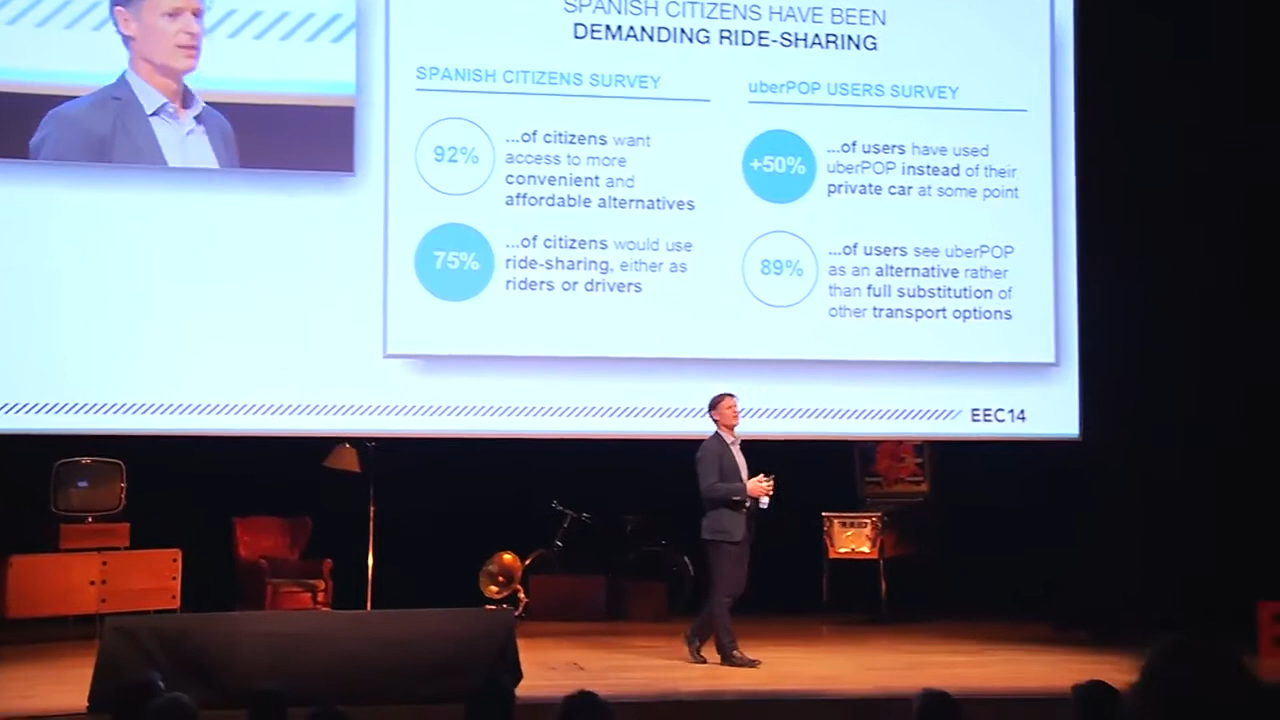 SPANISH CITIZENS HAVE BEEN
DEMANDING RIDE-SHARING
SPANISH CITIZENS SURVEY
92%
...of citizens want
access to more
convenient and
affordable alternatives
75%
...of citizens would use
ride-sharing, either as
riders or drivers
uberPOP USERS SURVEY
+50%
...of users have used
uberPOP instead of their
private car at some point
89%
...of users see uberPOP
as an alternative rather
than full substitution of
other transport options
EEC14